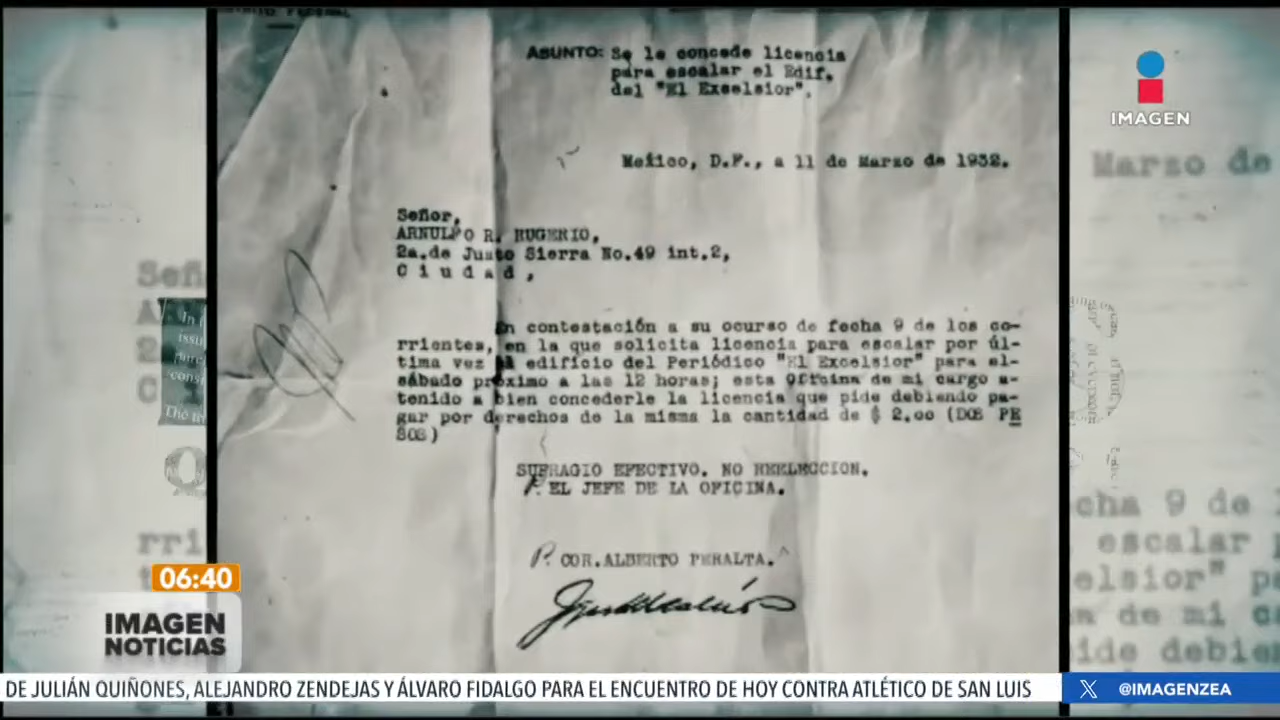 ASUNTO: Se le concede licencia
para escalar el Edif.
del "El Excelsior".
México, D.F., a 11 de Marzo de 1932.
Señor,
ARNULFO R. RUGERIO,
2a.de Justo Sierra No.49 int.2,
C i u d a d ,
En contestación a su ocurso de fecha 9 de los co-
rrientes, en la que solicita licencia para escalar por úl-
tima vez el edificio del Periódico "El Excelsior" para el-
sábado próximo a las 12 horas; esta Oficina de mi cargo a-
tenido a bien concederle la licencia que pide debiendo pa-
gar por derechos de la misma la cantidad de $ 2.00 (DOS PE
SOS)
SUFRAGIO EFECTIVO. NO REELECCION.
P. EL JEFE DE LA OFICINA.
P. COR. ALBERTO PERALTA.
IMAGEN
Marzo de
06:40
IMAGEN
NOTICIAS
DE JULIÁN QUIÑONES, ALEJANDRO ZENDEJAS Y ÁLVARO FIDALGO PARA EL ENCUENTRO DE HOY CONTRA ATLÉTICO DE SAN LUIS
@IMAGENZEA